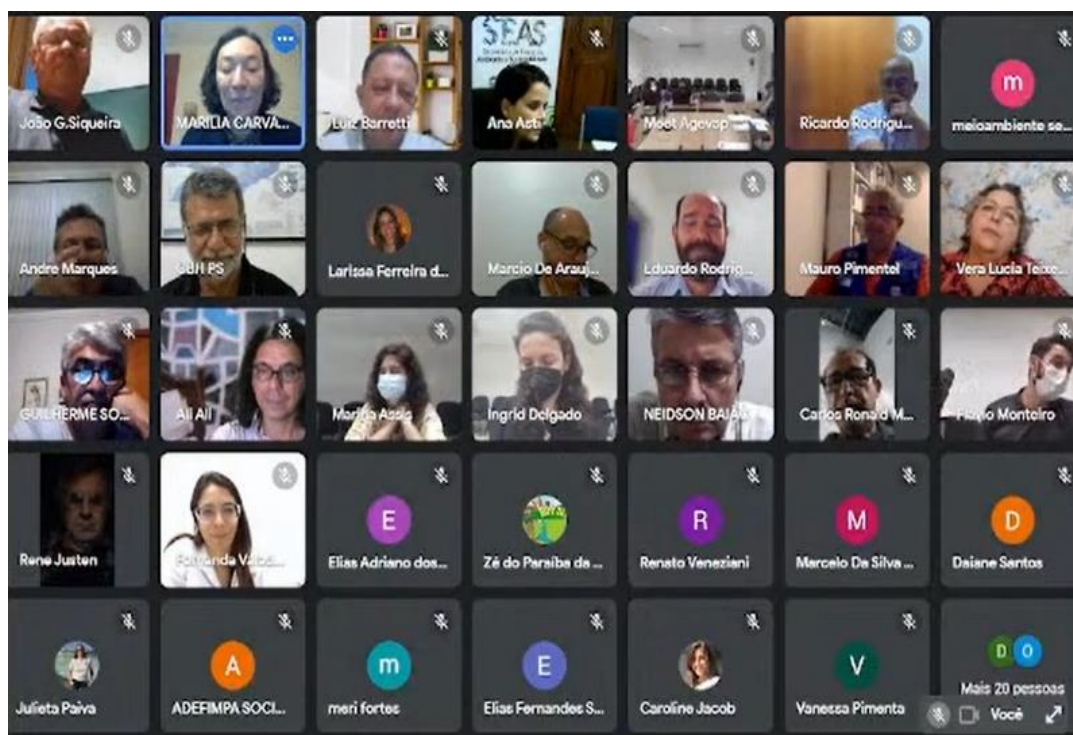 João G.Siqueira
MARILIA CARVA...
Luiz Barretti
SEAS
Ana Asti
Meet Agevap
Ricardo Rodrigu...
m
meioambiente se...
Andre Marques
CBH PS
Larissa Ferreira d...
Marcio De Arauj...
Eduardo Rodrig...
Mauro Pimentel
Vera Lucia Teixe...
GUILHERME SO...
Ali Ali
Marina Assis
Ingrid Delgado
NEIDSON BAIA...
Carlos Ronald M...
Flavio Monteiro
Rene Justen
Fernanda Valad...
E
Elias Adriano dos...
Zé do Paraíba da ...
R
Renato Veneziani
M
Marcelo Da Silva ...
D
Daiane Santos
Julieta Paiva
A
ADEFIMPA SOCI...
m
meri fortes
E
Elias Fernandes S...
Caroline Jacob
V
Vanessa Pimenta
D O
Mais 20 pessoas
Você